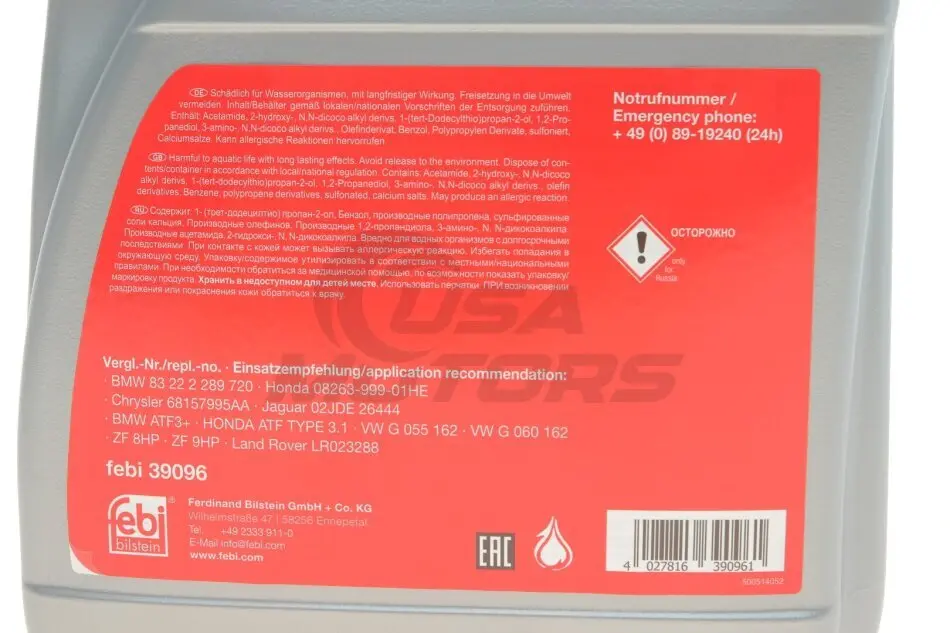 DE Schädlich für Wasserorganismen, mit langfristiger Wirkung. Freisetzung in die Umwelt
vermeiden. Inhalt/Behälter gemäß lokalen/nationalen Vorschriften der Entsorgung zuführen.
Enthält: Acetamide, 2-hydroxy-, N,N-dicoco alkyl derivs., 1-(tert-Dodecylthio)propan-2-ol, 1,2-Pro-
panediol, 3-amino-, N,N-dicoco alkyl derivs., Olefinderivat, Benzol, Polypropylen Derivate, sulfoniert,
Calciumsalze. Kann allergische Reaktionen hervorrufen.
GB Harmful to aquatic life with long lasting effects. Avoid release to the environment. Dispose of con-
tents/container in accordance with local/national regulation. Contains: Acetamide, 2-hydroxy-, N,N-dicoco
alkyl derivs, 1-(tert-dodecylthio)propan-2-ol, 1,2-Propanediol, 3-amino-, N,N-dicoco alkyl derivs., olefin
derivatives; Benzene, polypropene derivatives, sulfonated, calcium salts. May produce an allergic reaction.
RU Содержит: 1- (трет-додецилтио) пропан-2-ол, Бензол, производные полипропена, сульфированные
соли кальция. Производные олефинов. Производные 1,2-пропандиола, 3-амино-, N, N-дикокоалкила.
Производные ацетамида, 2-гидрокси-, N, N-дикокоалкила. Вредно для водных организмов с долгосрочными
последствиями. При контакте с кожей может вызывать аллергическую реакцию. Избегать попадания в
окружающую среду. Упаковку/содержимое утилизировать в соответствии с местными/национальными
правилами. При необходимости обратиться за медицинской помощью, по возможности показать упаковку/
маркировку продукта. Хранить в недоступном для детей месте. Использовать перчатки. ПРИ возникновении
раздражения или покраснения кожи обратиться к врачу.
Notrufnummer /
Emergency phone:
+ 49 (0) 89-19240 (24h)
ОСТОРОЖНО
only
for
Russia
USA
MOTORS
Vergl.-Nr./repl.-no. · Einsatzempfehlung/application recommendation:
· BMW 83 22 2 289 720 · Honda 08263-999-01HE
· Chrysler 68157995AA · Jaguar 02JDE 26444
· BMW ATF3+ · HONDA ATF TYPE 3.1 · VW G 055 162 · VW G 060 162
· ZF 8HP · ZF 9HP · Land Rover LR023288
febi 39096
febi®
bilstein
Ferdinand Bilstein GmbH + Co. KG
Wilhelmstraße 47 | 58256 Ennepetal
Tel. +49 2333 911-0
E-Mail info@febi.com
www.febi.com
EAC
4 027816 390961
800514052